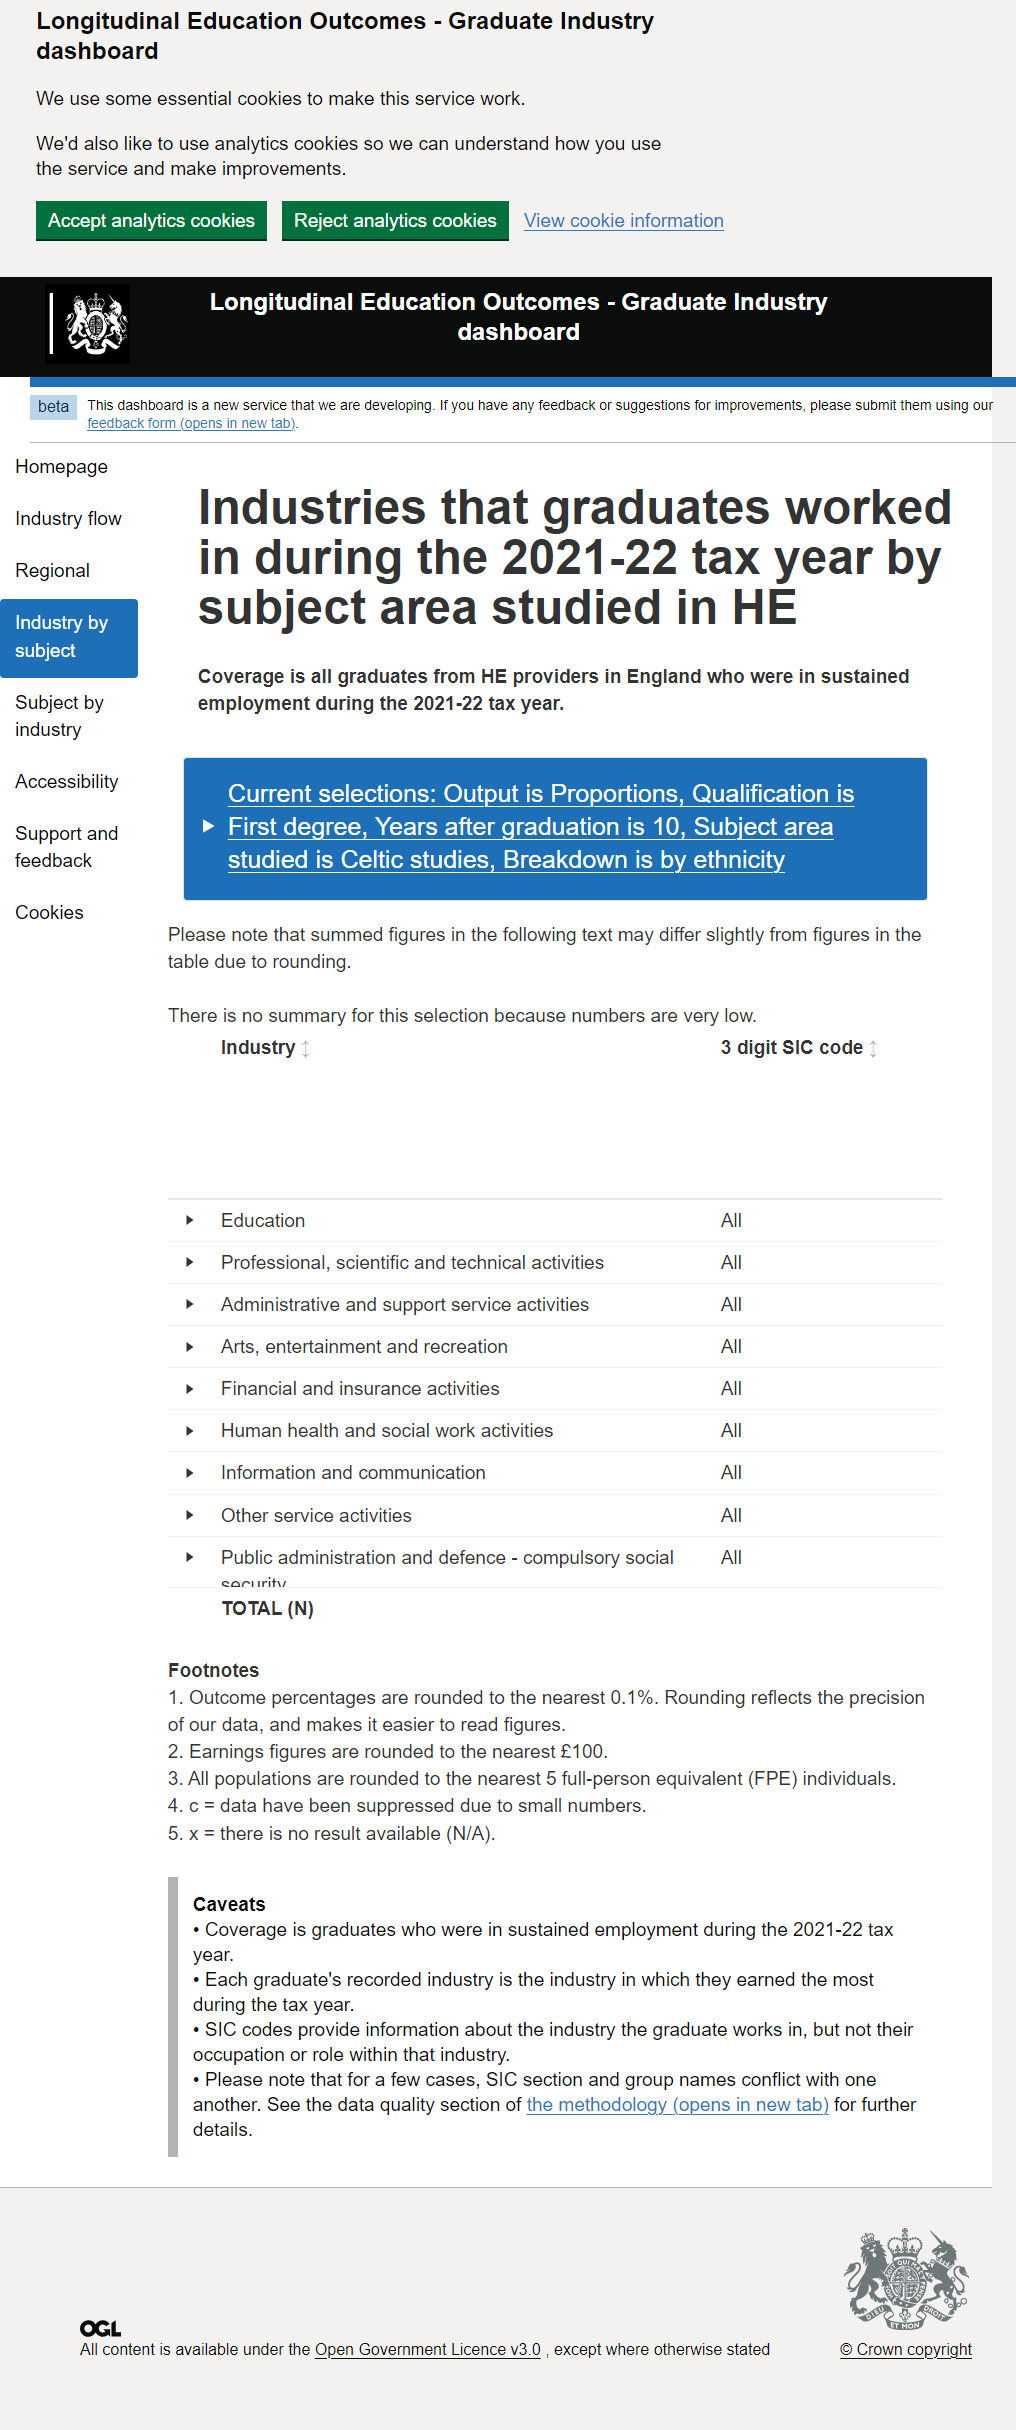 Longitudinal Education Outcomes - Graduate Industry
dashboard
We use some essential cookies to make this service work.
We'd also like to use analytics cookies so we can understand how you use
the service and make improvements.
Accept analytics cookies Reject analytics cookies View cookie information
Longitudinal Education Outcomes - Graduate Industry
dashboard
beta This dashboard is a new service that we are developing. If you have any feedback or suggestions for improvements, please submit them using our
feedback form (opens in new tab).
Homepage
Industry flow
Regional
Industry by
subject
Subject by
industry
Accessibility
Support and
feedback
Cookies
Industries that graduates worked
in during the 2021-22 tax year by
subject area studied in HE
Coverage is all graduates from HE providers in England who were in sustained
employment during the 2021-22 tax year.
Current selections: Output is Proportions, Qualification is
First degree, Years after graduation is 10, Subject area
studied is Celtic studies, Breakdown is by ethnicity
Please note that summed figures in the following text may differ slightly from figures in the
table due to rounding.
There is no summary for this selection because numbers are very low.
Industry 3 digit SIC code
Education All
Professional, scientific and technical activities All
Administrative and support service activities All
Arts, entertainment and recreation All
Financial and insurance activities All
Human health and social work activities All
Information and communication All
Other service activities All
Public administration and defence - compulsory social All
security
TOTAL (N)
Footnotes
1. Outcome percentages are rounded to the nearest 0.1%. Rounding reflects the precision
of our data, and makes it easier to read figures.
2. Earnings figures are rounded to the nearest £100.
3. All populations are rounded to the nearest 5 full-person equivalent (FPE) individuals.
4. c = data have been suppressed due to small numbers.
5. x = there is no result available (N/A).
Caveats
• Coverage is graduates who were in sustained employment during the 2021-22 tax
year.
• Each graduate's recorded industry is the industry in which they earned the most
during the tax year.
• SIC codes provide information about the industry the graduate works in, but not their
occupation or role within that industry.
• Please note that for a few cases, SIC section and group names conflict with one
another. See the data quality section of the methodology (opens in new tab) for further
details.
OGL
All content is available under the Open Government Licence v3.0 , except where otherwise stated
© Crown copyright